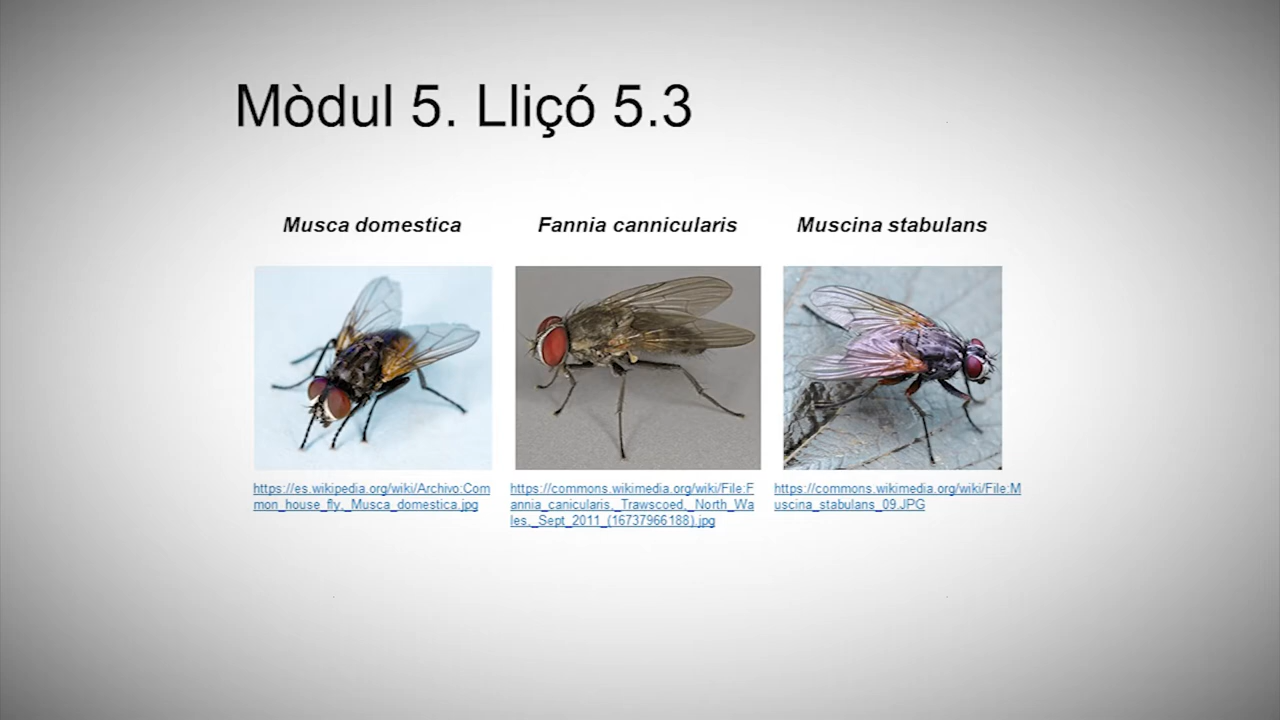 Mòdul 5. Lliçó 5.3
Musca domestica
Fannia cannicularis
Muscina stabulans
https://es.wikipedia.org/wiki/Archivo:Com
mon_house_fly,_Musca_domestica.jpg
https://commons.wikimedia.org/wiki/File:F
annia_canicularis,_Trawscoed,_North_Wa
les,_Sept_2011_(16737966188).jpg
https://commons.wikimedia.org/wiki/File:M
uscina_stabulans_09.JPG